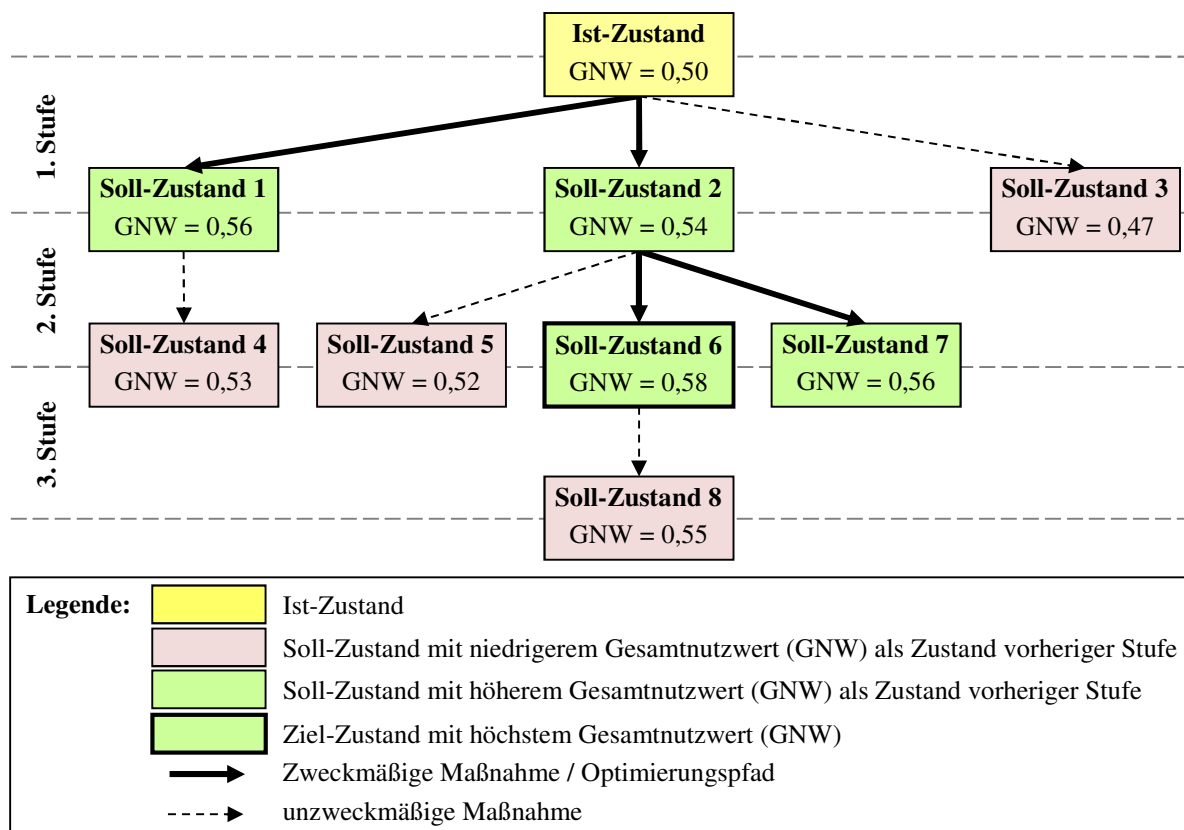 Ist-Zustand
GNW = 0,50
1. Stufe
Soll-Zustand 1
GNW = 0,56
Soll-Zustand 2
GNW = 0,54
Soll-Zustand 3
GNW = 0,47
2. Stufe
Soll-Zustand 4
GNW = 0,53
Soll-Zustand 5
GNW = 0,52
Soll-Zustand 6
GNW = 0,58
Soll-Zustand 7
GNW = 0,56
3. Stufe
Soll-Zustand 8
GNW = 0,55
Legende:
Ist-Zustand
Soll-Zustand mit niedrigerem Gesamtnutzwert (GNW) als Zustand vorheriger Stufe
Soll-Zustand mit höherem Gesamtnutzwert (GNW) als Zustand vorheriger Stufe
Ziel-Zustand mit höchstem Gesamtnutzwert (GNW)
Zweckmäßige Maßnahme / Optimierungspfad
unzweckmäßige Maßnahme